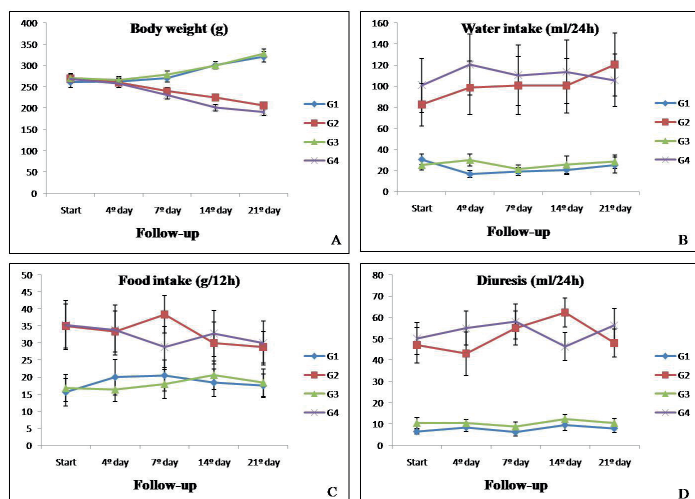 Body weight (g)
350
300
250
200
150
100
50
0
Start 4º day 7º day 14º day 21º day
Follow-up
G1
G2
G3
G4
A
Water intake (ml/24h)
160
140
120
100
80
60
40
20
0
Start 4º day 7º day 14º day 21º day
Follow-up
G1
G2
G3
G4
B
Food intake (g/12h)
50
45
40
35
30
25
20
15
10
5
0
Start 4º day 7º day 14º day 21º day
Follow-up
G1
G2
G3
G4
C
Diuresis (ml/24h)
80
70
60
50
40
30
20
10
0
Start 4º day 7º day 14º day 21º day
Follow-up
G1
G2
G3
G4
D